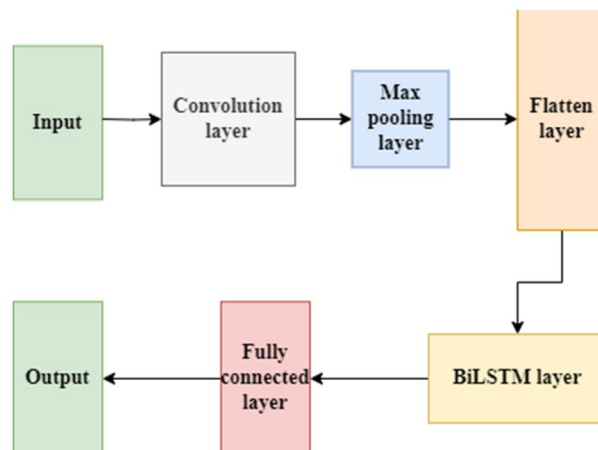 Input
Convolution
layer
Max
pooling
layer
Flatten
layer
BiLSTM layer
Fully
connected
layer
Output